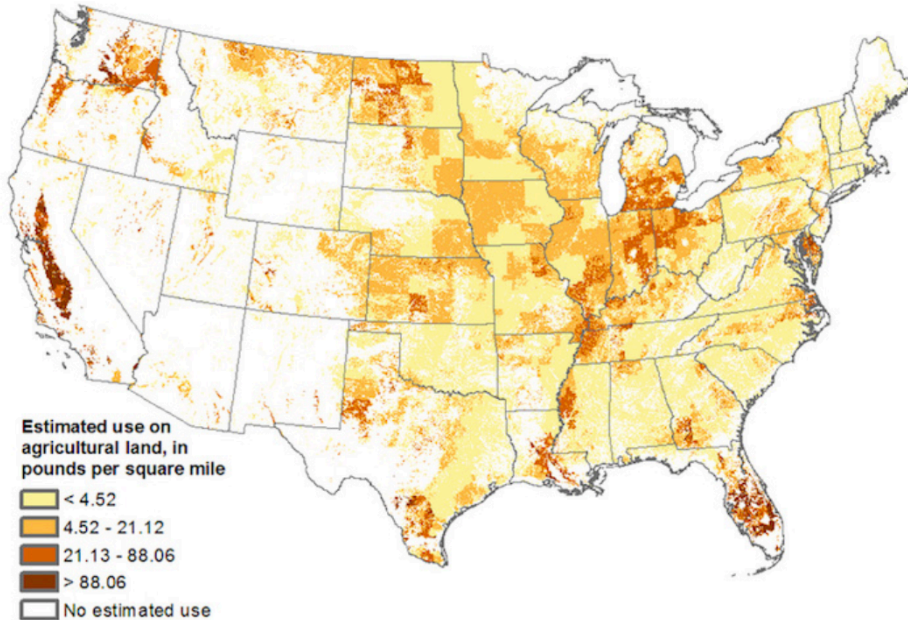 Estimated use on
agricultural land, in
pounds per square mile
< 4.52
4.52 - 21.12
21.13 - 88.06
> 88.06
No estimated use